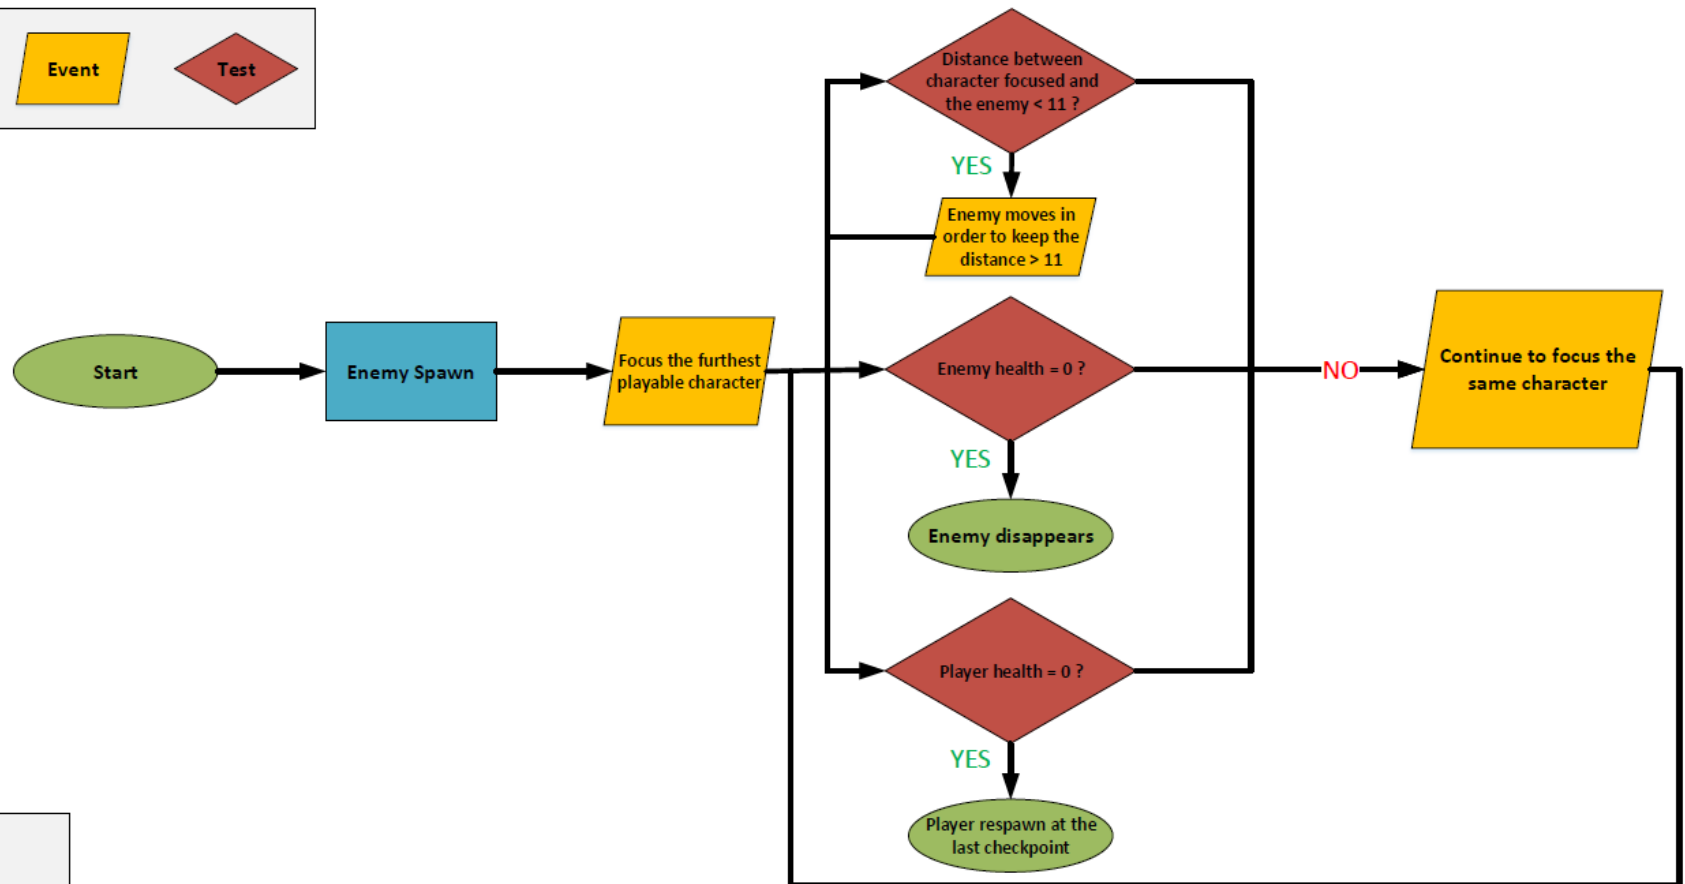 Event
Test
Distance between
character focused and
the enemy < 11 ?
YES
Enemy moves in
order to keep the
distance > 11
Start
Enemy Spawn
Focus the furthest
playable character
Enemy health = 0 ?
NO
Continue to focus the
same character
YES
Enemy disappears
Player health = 0 ?
YES
Player respawn at the
last checkpoint